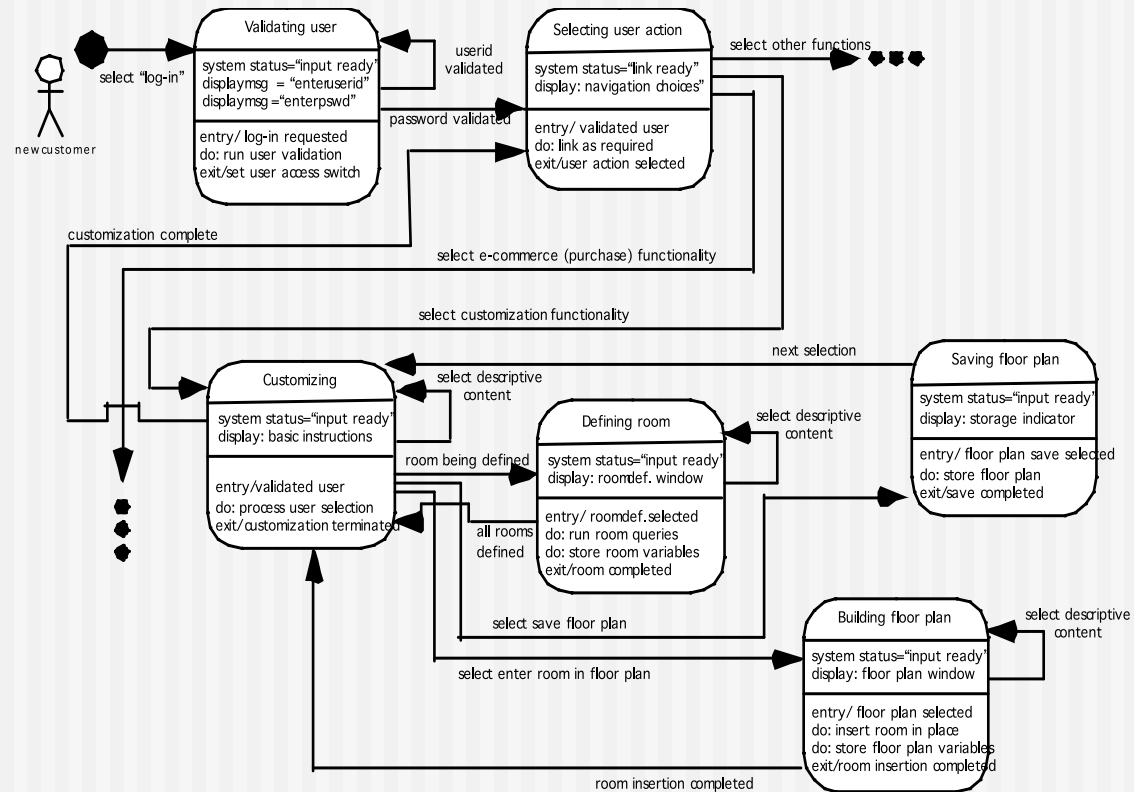 Validating user
system status="input ready"
displaymsg = "enteruserid"
displaymsg ="enterpswd"
entry/ log-in requested
do: run user validation
exit/set user access switch
select "log-in"
newcustomer
userid
validated
password validated
Selecting user action
system status="link ready"
display: navigation choices"
entry/ validated user
do: link as required
exit/user action selected
select other functions
customization complete
select e-commerce (purchase) functionality
select customization functionality
next selection
Customizing
system status="input ready"
display: basic instructions
entry/validated user
do: process user selection
exit/customization terminated
select descriptive
content
room being defined
all rooms
defined
Defining room
system status="input ready"
display: roomdef. window
entry/ roomdef.selected
do: run room queries
do: store room variables
exit/room completed
select descriptive
content
Saving floor plan
system status="input ready"
display: storage indicator
entry/ floor plan save selected
do: store floor plan
exit/save completed
select save floor plan
select enter room in floor plan
Building floor plan
system status="input ready"
display: floor plan window
entry/ floor plan selected
do: insert room in place
do: store floor plan variables
exit/room insertion completed
select descriptive
content
room insertion completed